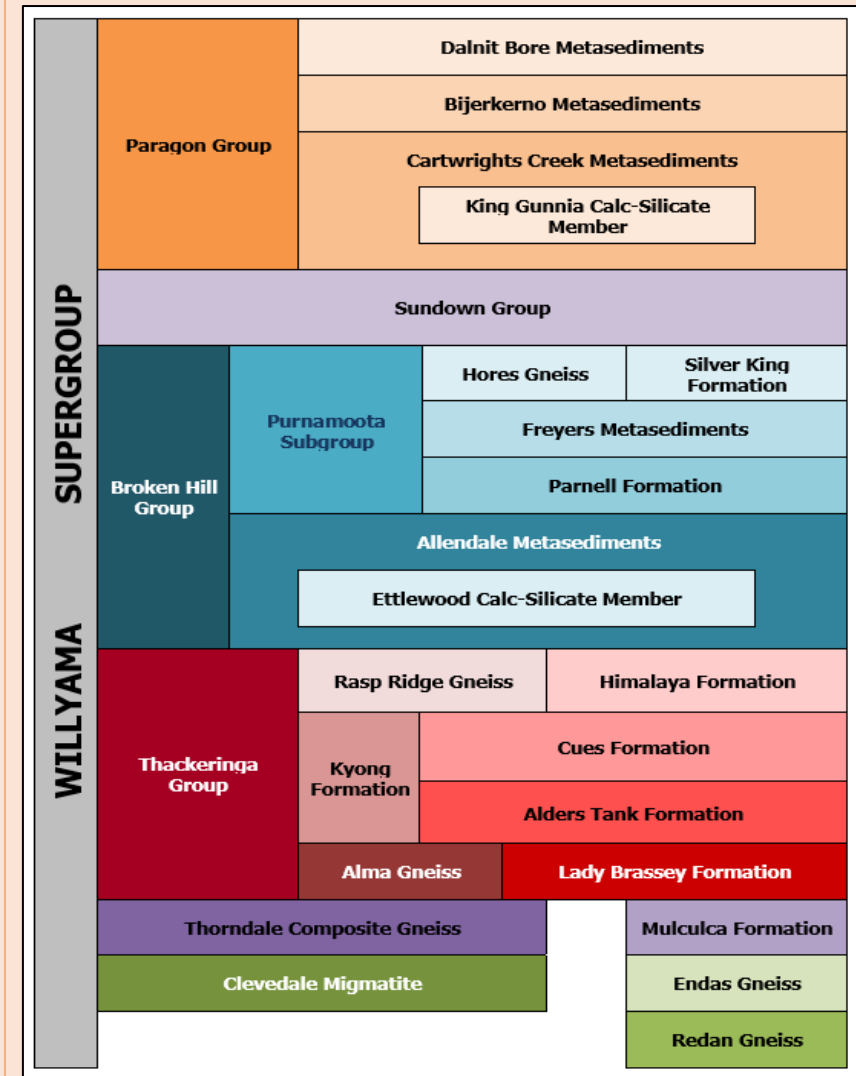 Dalnit Bore Metasediments
Bijerkerno Metasediments
Paragon Group
Cartwrights Creek Metasediments
King Gunnia Calc-Silicate
Member
Sundown Group
WILLYAMA SUPERGROUP
Broken Hill
Group
Purnamoota
Subgroup
Hores Gneiss
Silver King
Formation
Freyers Metasediments
Parnell Formation
Allendale Metasediments
Ettlewood Calc-Silicate Member
Thackeringa
Group
Rasp Ridge Gneiss
Himalaya Formation
Kyong
Formation
Cues Formation
Alders Tank Formation
Alma Gneiss
Lady Brassey Formation
Thorndale Composite Gneiss
Mulculca Formation
Clevedale Migmatite
Endas Gneiss
Redan Gneiss